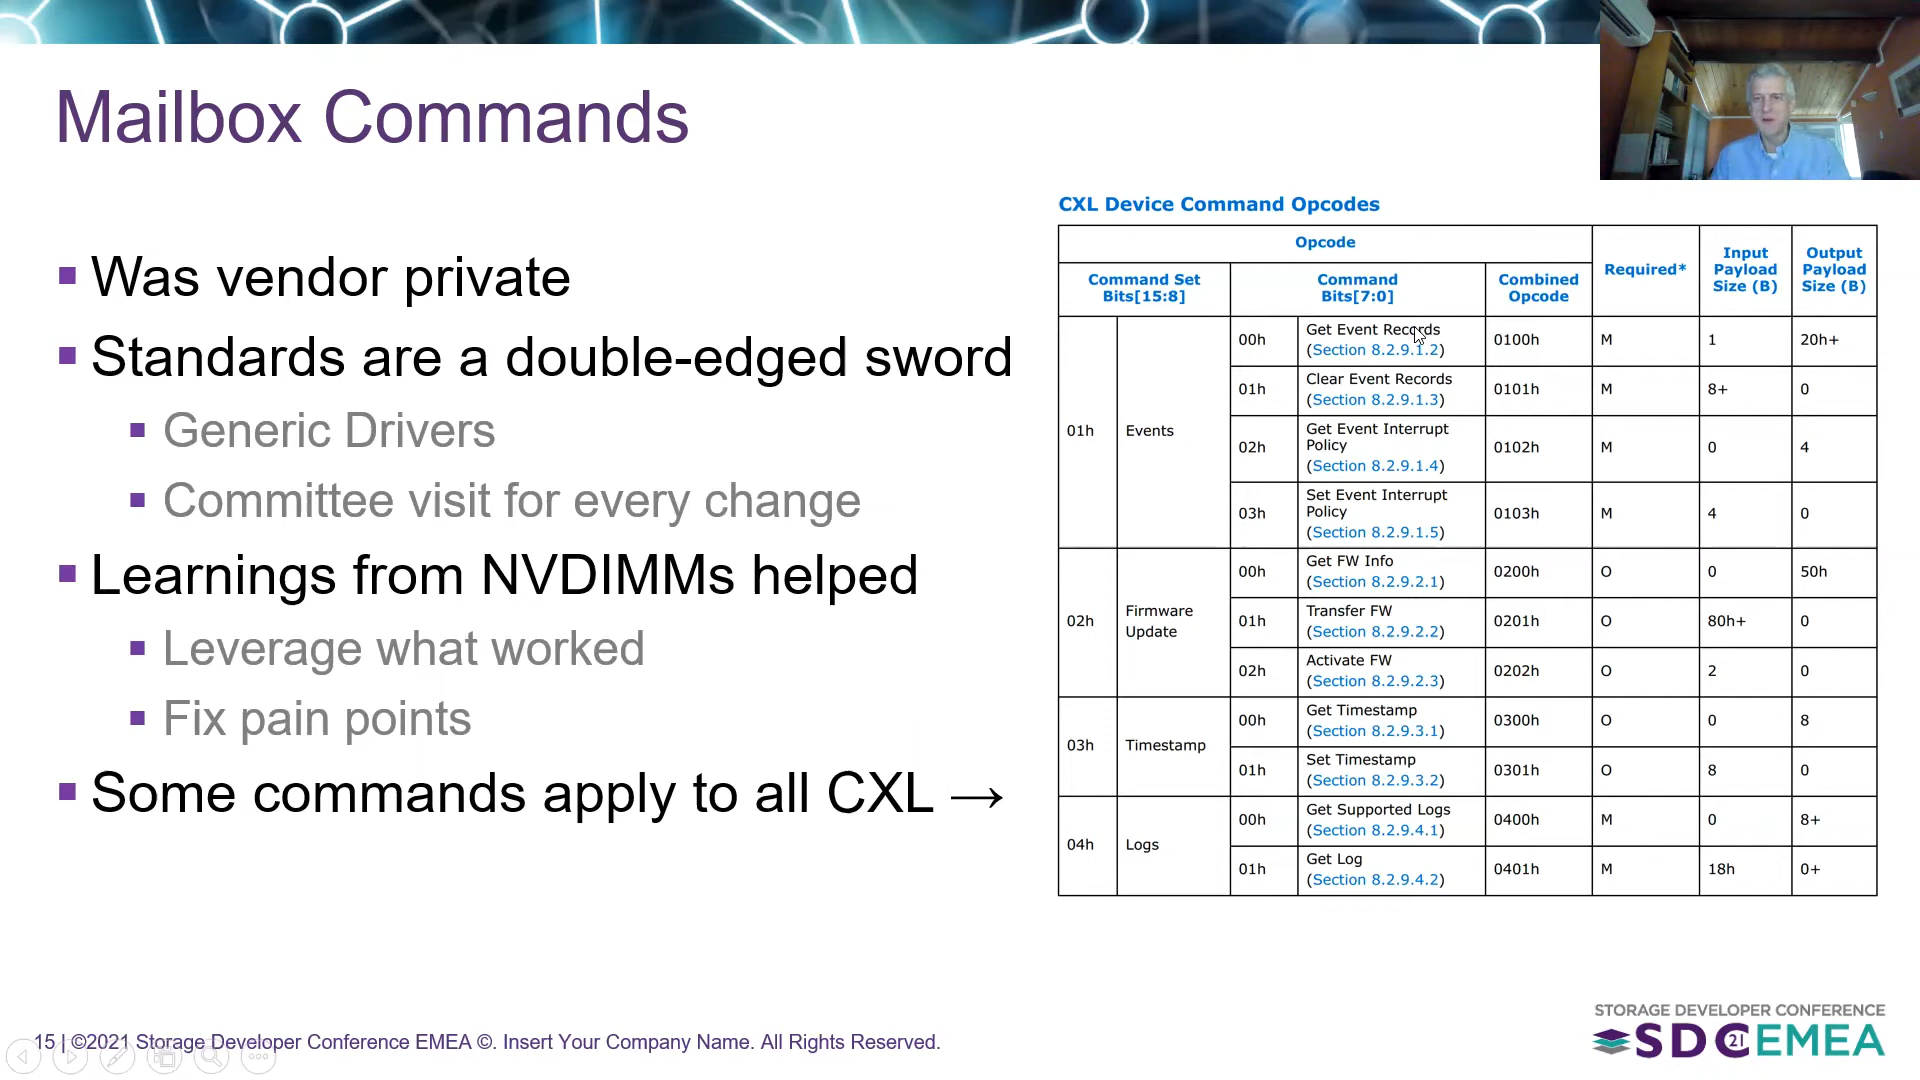 Mailbox Commands
Was vendor private
Standards are a double-edged sword
Generic Drivers
Committee visit for every change
Learnings from NVDIMMs helped
Leverage what worked
Fix pain points
Some commands apply to all CXL →
CXL Device Command Opcodes
Opcode
Required*
Input
Payload
Size (B)
Output
Payload
Size (B)
Command Set
Bits[15:8]
Command
Bits[7:0]
Combined
Opcode
01h
Events
00h
Get Event Records
(Section 8.2.9.1.2)
0100h
M
1
20h+
01h
Clear Event Records
(Section 8.2.9.1.3)
0101h
M
8+
0
02h
Get Event Interrupt
Policy
(Section 8.2.9.1.4)
0102h
M
0
4
03h
Set Event Interrupt
Policy
(Section 8.2.9.1.5)
0103h
M
4
0
02h
Firmware
Update
00h
Get FW Info
(Section 8.2.9.2.1)
0200h
O
0
50h
01h
Transfer FW
(Section 8.2.9.2.2)
0201h
O
80h+
0
02h
Activate FW
(Section 8.2.9.2.3)
0202h
O
2
0
03h
Timestamp
00h
Get Timestamp
(Section 8.2.9.3.1)
0300h
O
0
8
01h
Set Timestamp
(Section 8.2.9.3.2)
0301h
O
8
0
04h
Logs
00h
Get Supported Logs
(Section 8.2.9.4.1)
0400h
M
0
8+
01h
Get Log
(Section 8.2.9.4.2)
0401h
M
18h
0+
15 | ©2021 Storage Developer Conference EMEA ©. Insert Your Company Name. All Rights Reserved.
STORAGE DEVELOPER CONFERENCE
SDC 21 EMEA